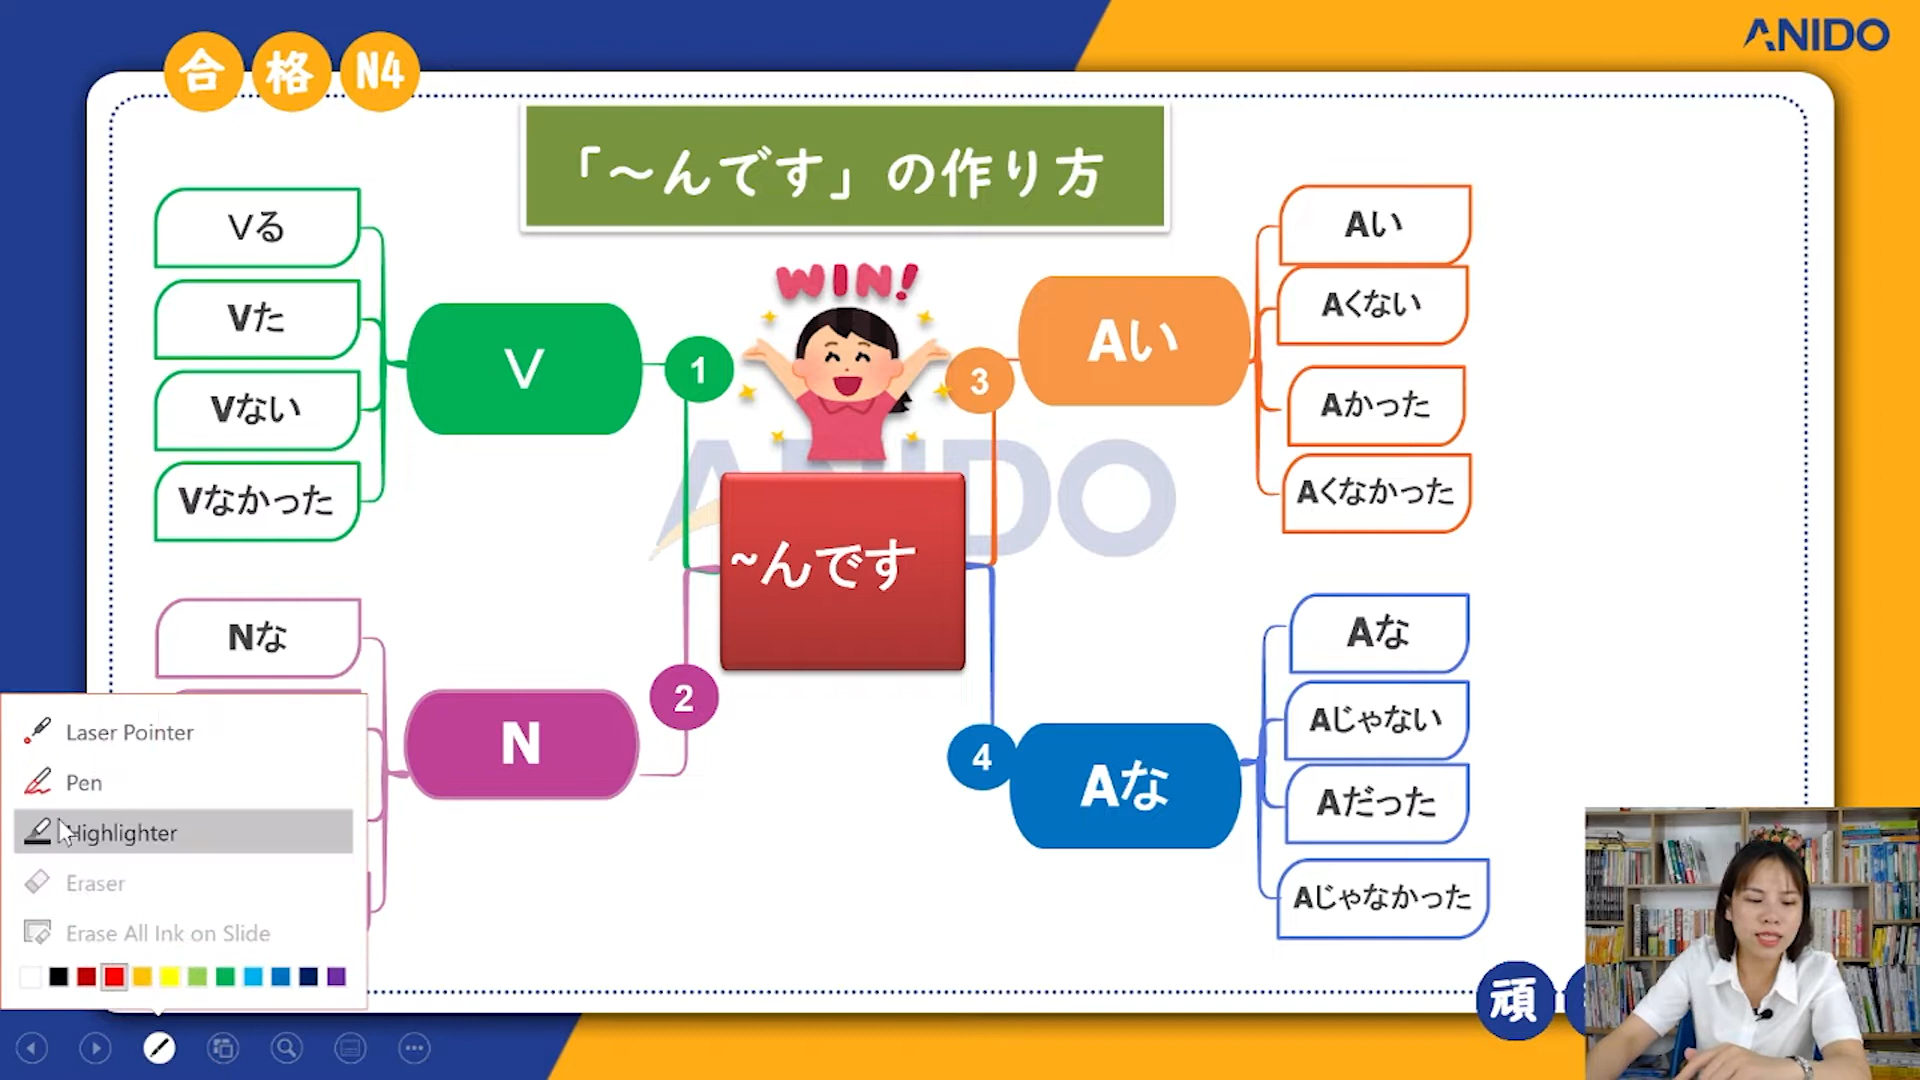 合格N4
ANIDO
「～んです」の作り方
Vる
Vた
Vない
Vなかった
V
1
WIN!
3
Aい
Aい
Aくない
Aかった
Aくなかった
ANIDO
~んです
Nな
N
2
4
Aな
Aな
Aじゃない
Aだった
Aじゃなかった
Laser Pointer
Pen
Highlighter
Eraser
Erase All Ink on Slide
頑